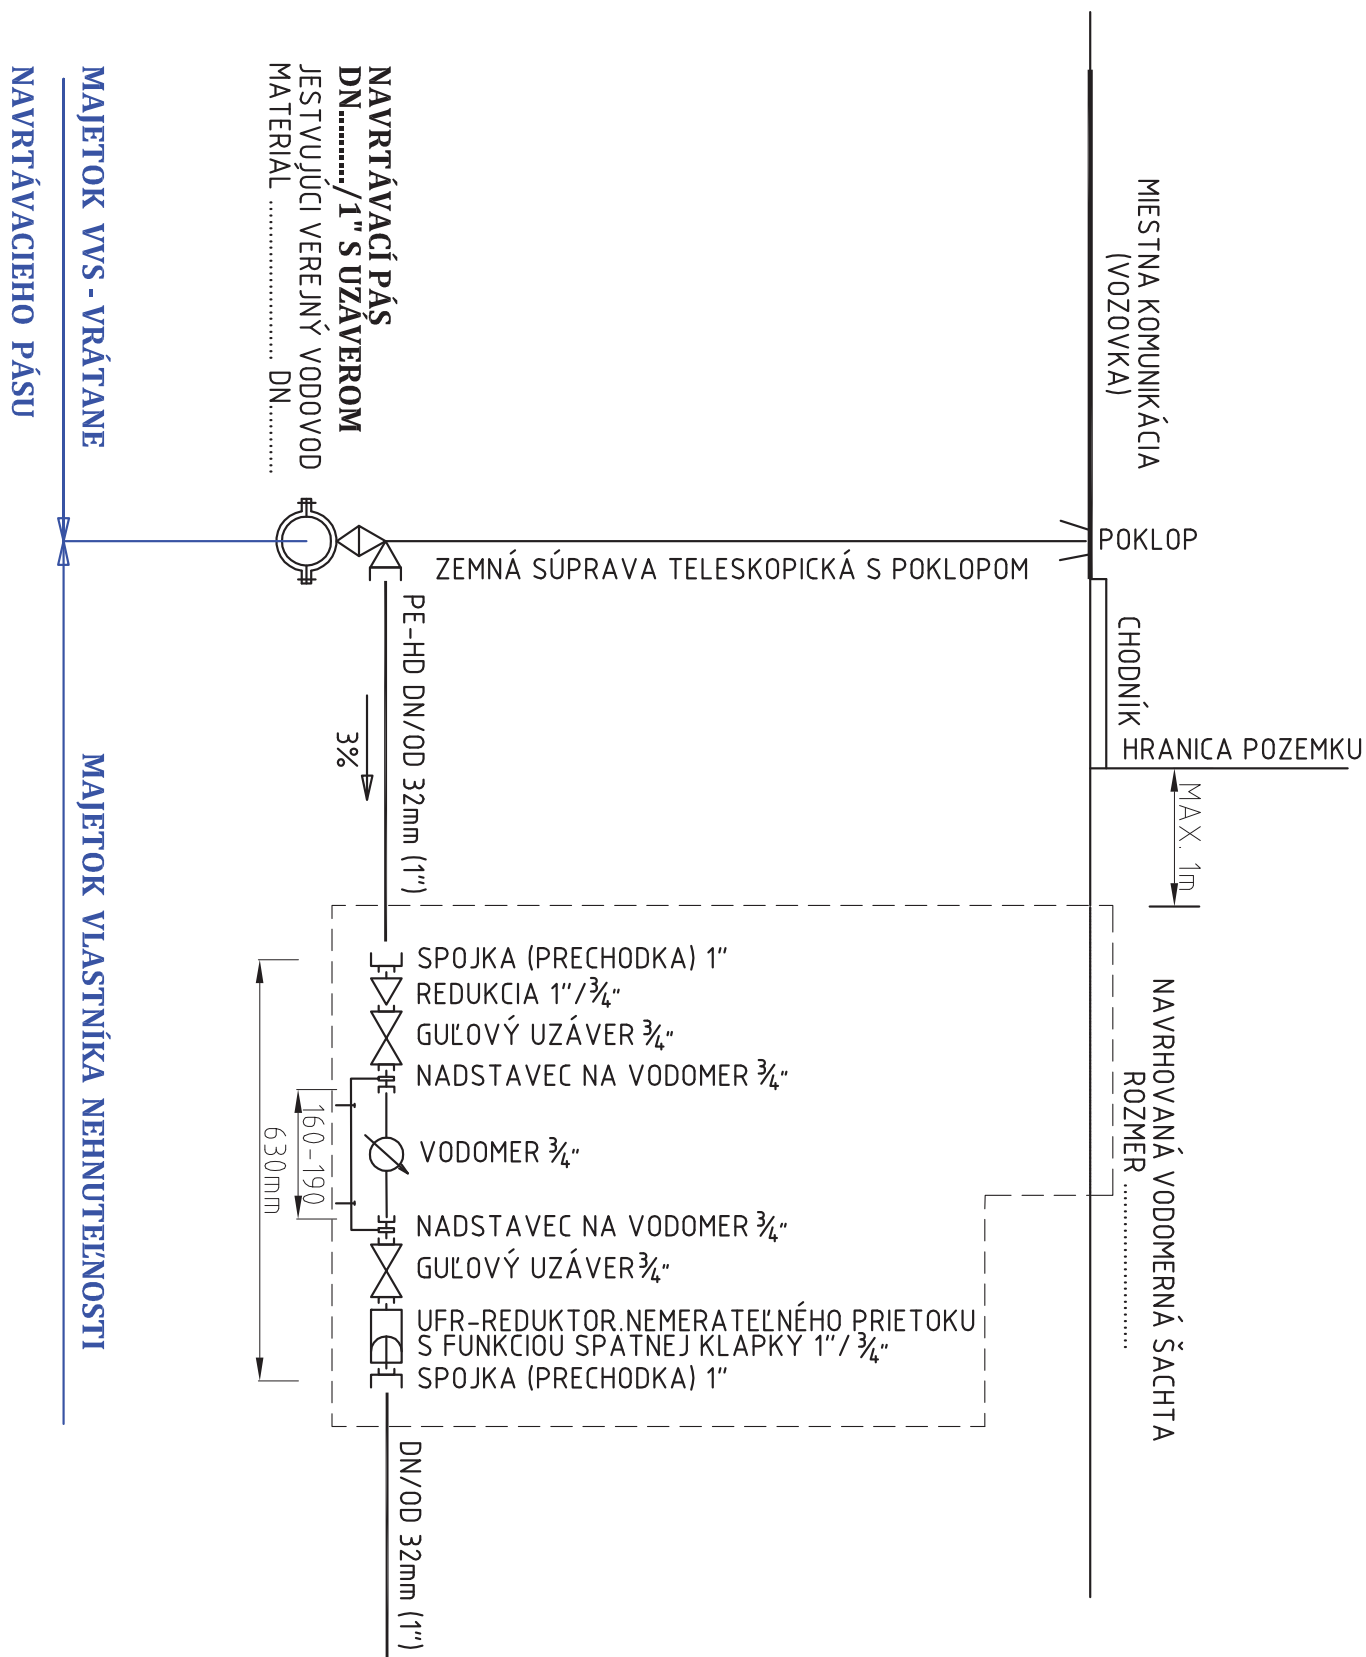 MIESTNA KOMUNIKÁCIA
(VOZOVKA)
POKLOP
CHODNÍK
HRANICA POZEMKU
MAX. 1m
NAVRHOVANÁ VODOMERNÁ ŠACHTA
ROZMER ............................
ZEMNÁ SÚPRAVA TELESKOPICKÁ S POKLOPOM
NAVRTÁVACÍ PÁS
DN............/1" S UZÁVEROM
JESTVUJÚCI VEREJNÝ VODOVOD
MATERIÁL ........................... DN............
PE-HD DN/OD 32mm (1")
3%
SPOJKA (PRECHODKA) 1"
REDUKCIA 1"/¾"
GUĽOVÝ UZÁVER ¾"
NADSTAVEC NA VODOMER ¾"
VODOMER ¾"
NADSTAVEC NA VODOMER ¾"
GUĽOVÝ UZÁVER ¾"
UFR-REDUKTOR.NEMERATEĽNÉHO PRIETOKU
S FUNKCIOU SPATNEJ KLAPKY 1"/ ¾"
SPOJKA (PRECHODKA) 1"
160-190
630mm
DN/OD 32mm (1")
MAJETOK VVS - VRÁTANE
NAVRTÁVACIEHO PÁSU
MAJETOK VLASTNÍKA NEHNUTEĽNOSTI